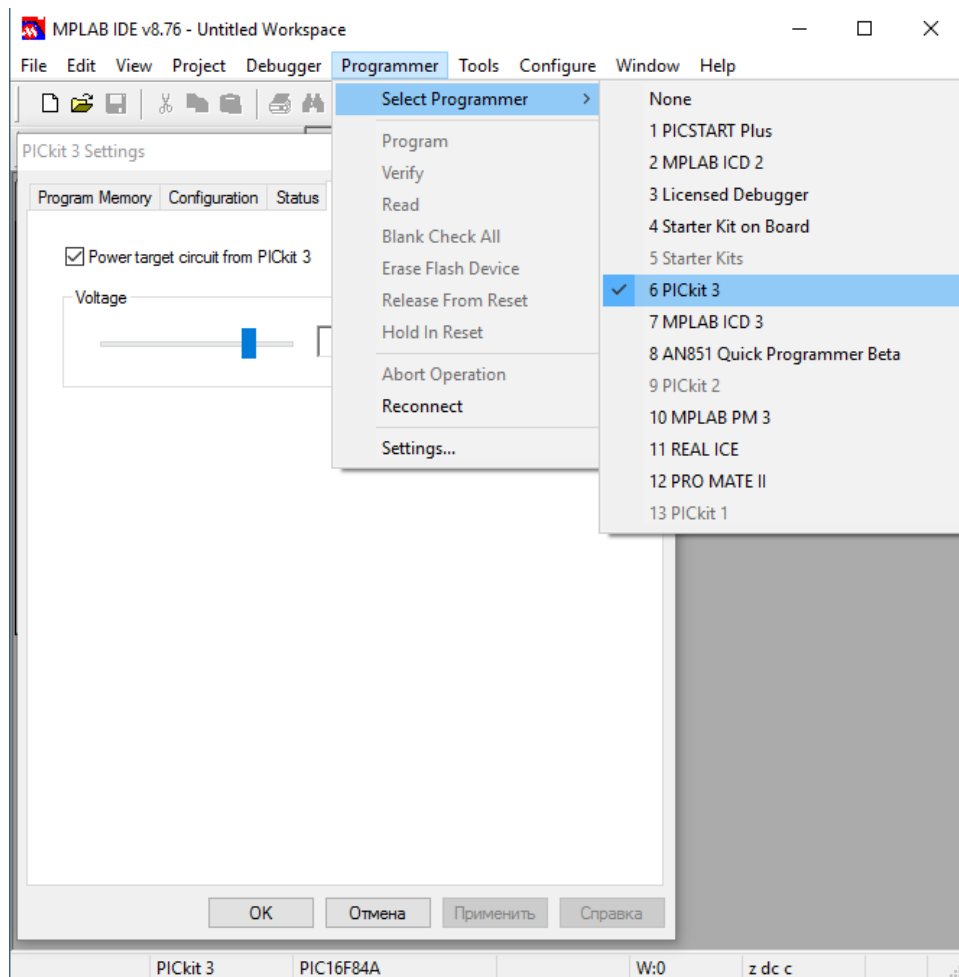 MPLAB IDE v8.76 - Untitled Workspace
File Edit View Project Debugger Programmer Tools Configure Window Help
Select Programmer
Program
Verify
Read
Blank Check All
Erase Flash Device
Release From Reset
Hold In Reset
Abort Operation
Reconnect
Settings...
None
1 PICSTART Plus
2 MPLAB ICD 2
3 Licensed Debugger
4 Starter Kit on Board
5 Starter Kits
6 PICkit 3
7 MPLAB ICD 3
8 AN851 Quick Programmer Beta
9 PICkit 2
10 MPLAB PM 3
11 REAL ICE
12 PRO MATE II
13 PICkit 1
PICkit 3 Settings
Program Memory Configuration Status
Power target circuit from PICkit 3
Voltage
OK Отмена Применить Справка
PICkit 3 PIC16F84A W:0 z dc c